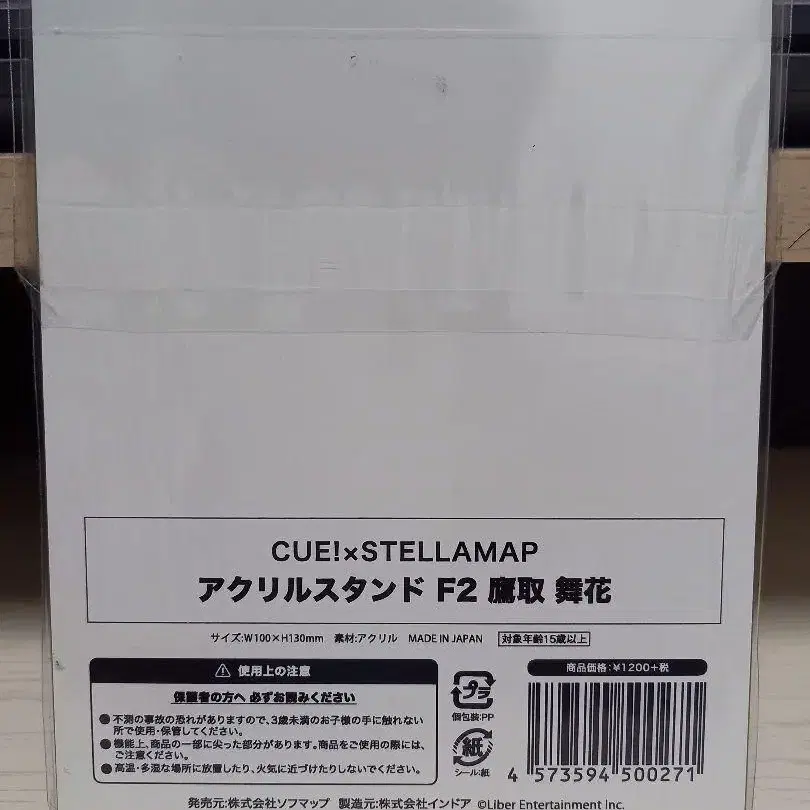 CUE!×STELLAMAP
アクリルスタンド F2 鷹取 舞花
サイズ:W100×H130mm 素材:アクリル MADE IN JAPAN 対象年齢15歳以上
使用上の注意
保護者の方へ 必ずお読みください
●不測の事故の恐れがありますので、3歳未満のお子様の手に触れない
所で使用・保管してください。
●機能上、商品の一部に尖った部分があります。商品をご使用の際には、
ご注意ください。
●高温・多湿な場所に放置したり、火気に近づけたりしないでください。
プラ
個包装:PP
紙
シール:紙
商品価格:¥1200+税
4 573594 500271
発売元:株式会社ソフマップ 製造元:株式会社インドア ©Liber Entertainment Inc.